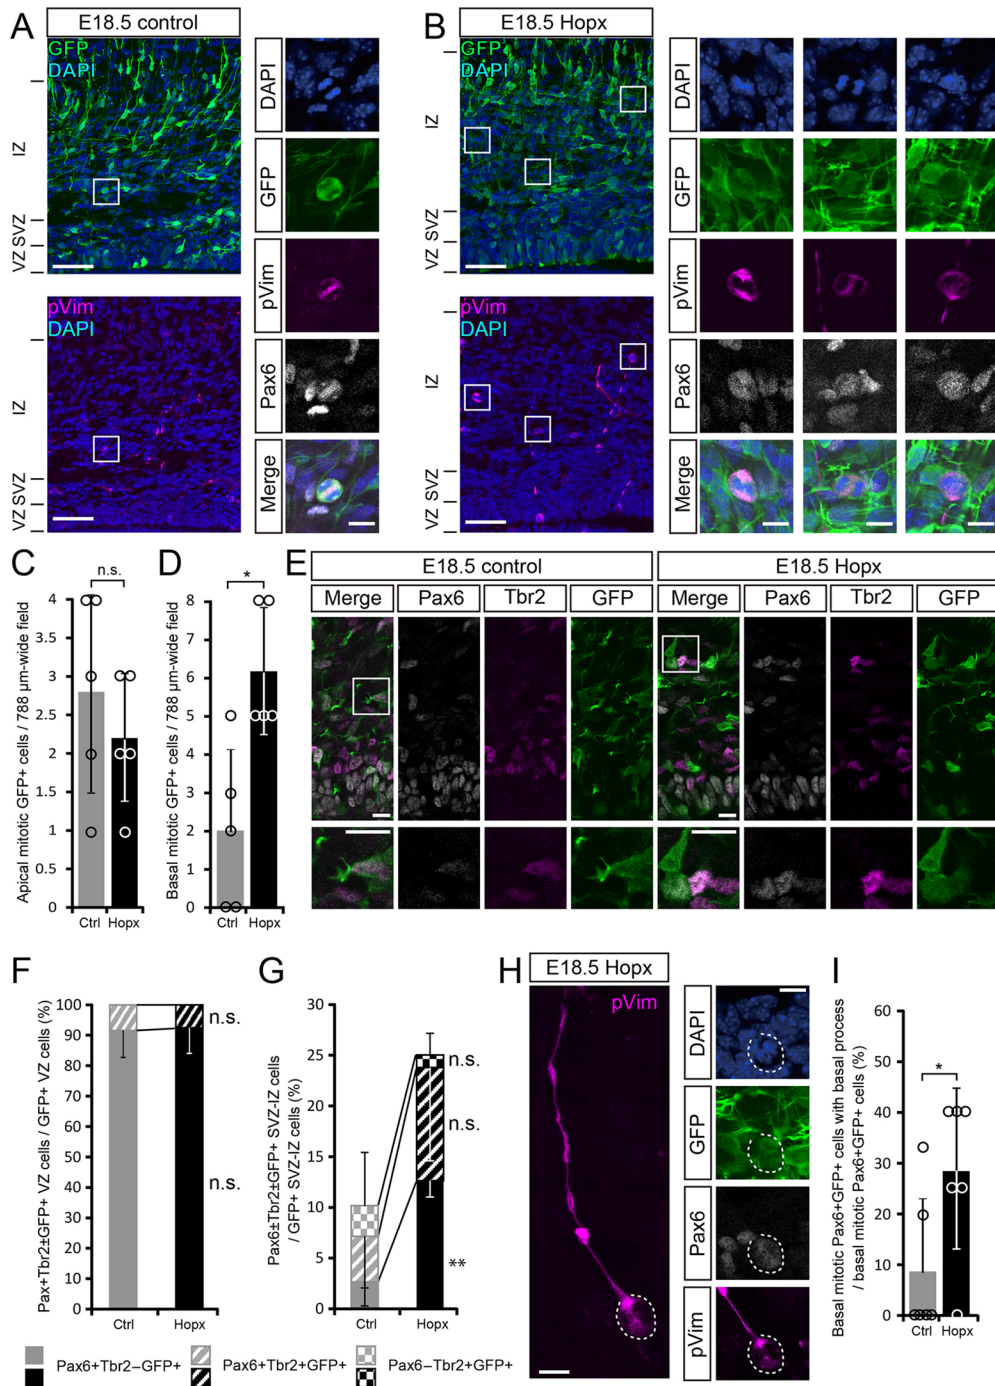 A
E18.5 control
GFP
DAPI
IZ
SVZ
VZ
pVim
DAPI
IZ
SVZ
VZ
DAPI
GFP
pVim
Pax6
Merge
B
E18.5 Hopx
GFP
DAPI
IZ
SVZ
VZ
pVim
DAPI
IZ
SVZ
VZ
DAPI
GFP
pVim
Pax6
Merge
C
n.s.
Apical mitotic GFP+ cells / 788 µm-wide field
4
3.5
3
2.5
2
1.5
1
0.5
0
Ctrl Hopx
D
*
Basal mitotic GFP+ cells / 788 µm-wide field
8
7
6
5
4
3
2
1
0
Ctrl Hopx
E
E18.5 control E18.5 Hopx
Merge Pax6 Tbr2 GFP Merge Pax6 Tbr2 GFP
F
Pax+Tbr2±GFP+ VZ cells / GFP+ VZ cells (%)
100
90
80
70
60
50
40
30
20
10
0
n.s.
n.s.
Ctrl Hopx
G
Pax6±Tbr2±GFP+ SVZ-IZ cells
/ GFP+ SVZ-IZ cells (%)
30
25
20
15
10
5
0
n.s.
n.s.
**
Ctrl Hopx
Pax6+Tbr2–GFP+ Pax6+Tbr2+GFP+ Pax6–Tbr2+GFP+
H
E18.5 Hopx
pVim
DAPI
GFP
Pax6
pVim
I
*
Basal mitotic Pax6+GFP+ cells with basal process
/ basal mitotic Pax6+GFP+ cells (%)
60
50
40
30
20
10
0
Ctrl Hopx